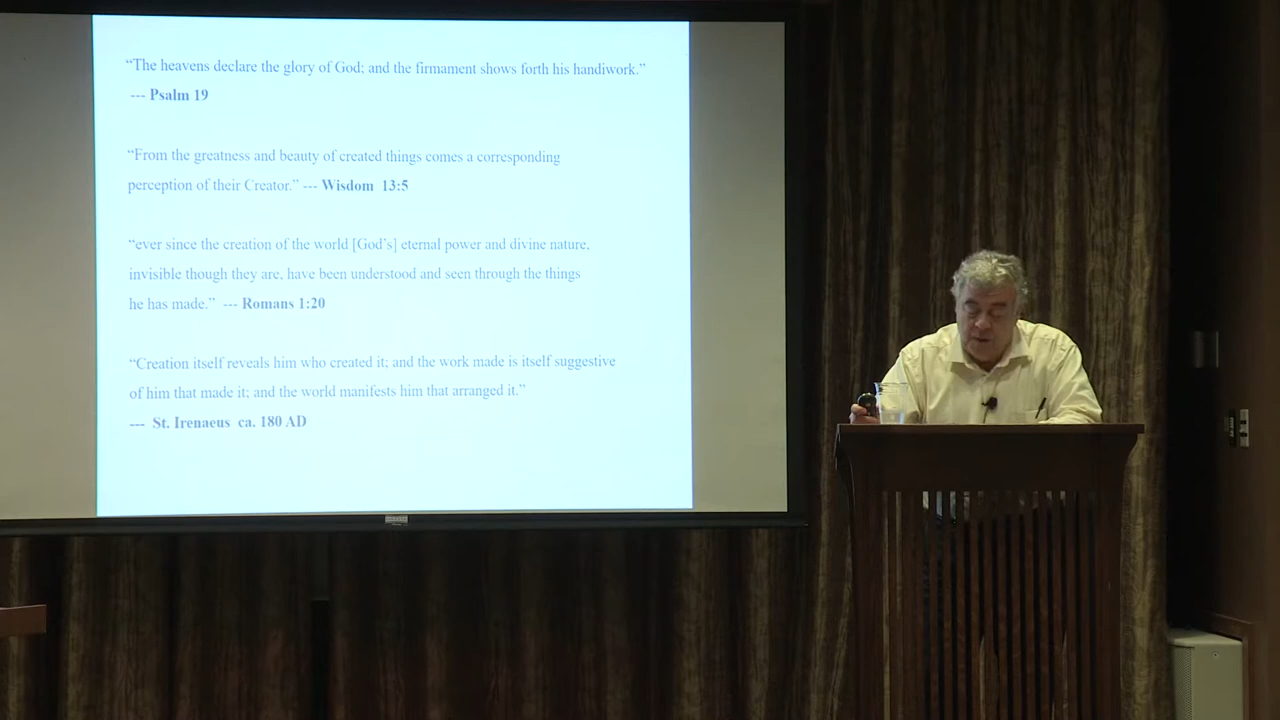 “The heavens declare the glory of God; and the firmament shows forth his handiwork.”
--- Psalm 19
“From the greatness and beauty of created things comes a corresponding
perception of their Creator.” --- Wisdom 13:5
“ever since the creation of the world [God’s] eternal power and divine nature,
invisible though they are, have been understood and seen through the things
he has made.” --- Romans 1:20
“Creation itself reveals him who created it; and the work made is itself suggestive
of him that made it; and the world manifests him that arranged it.”
--- St. Irenaeus ca. 180 AD